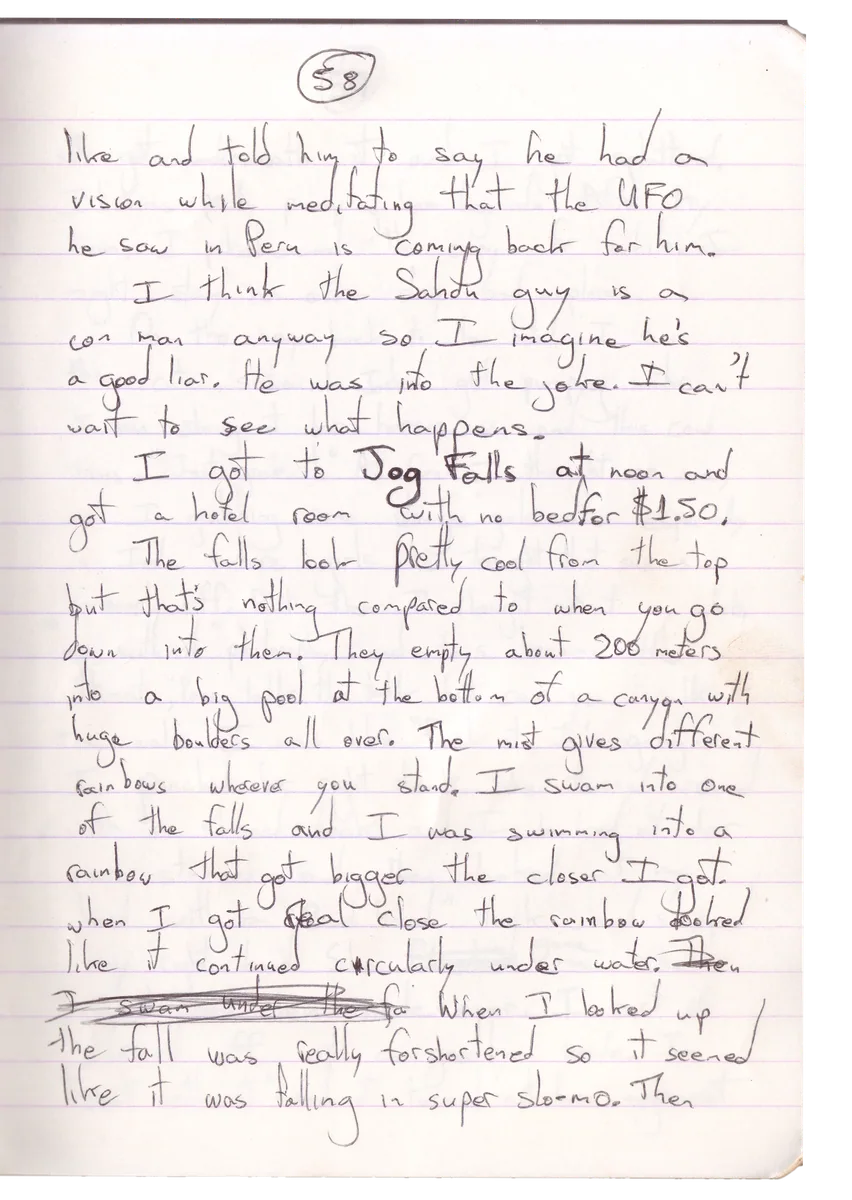 58
like and told him to say he had a
vision while meditating that the UFO
he saw in Peru is coming back for him.
I think the Sahdu guy is a
con man anyway so I imagine he's
a good liar. He was into the joke. I can't
wait to see what happens.
I got to Jog Falls at noon and
got a hotel room with no bed for $1.50.
The falls look pretty cool from the top
but that's nothing compared to when you go
down into them. They empty about 200 meters
into a big pool at the bottom of a canyon with
huge boulders all over. The mist gives different
rainbows wherever you stand. I swam into one
of the falls and I was swimming into a
rainbow that got bigger the closer I got.
when I got real close the rainbow looked
like it continued circularly under water. Then
I swam under the fa When I looked up
the fall was really forshortened so it seemed
like it was falling in super slo-mo. Then